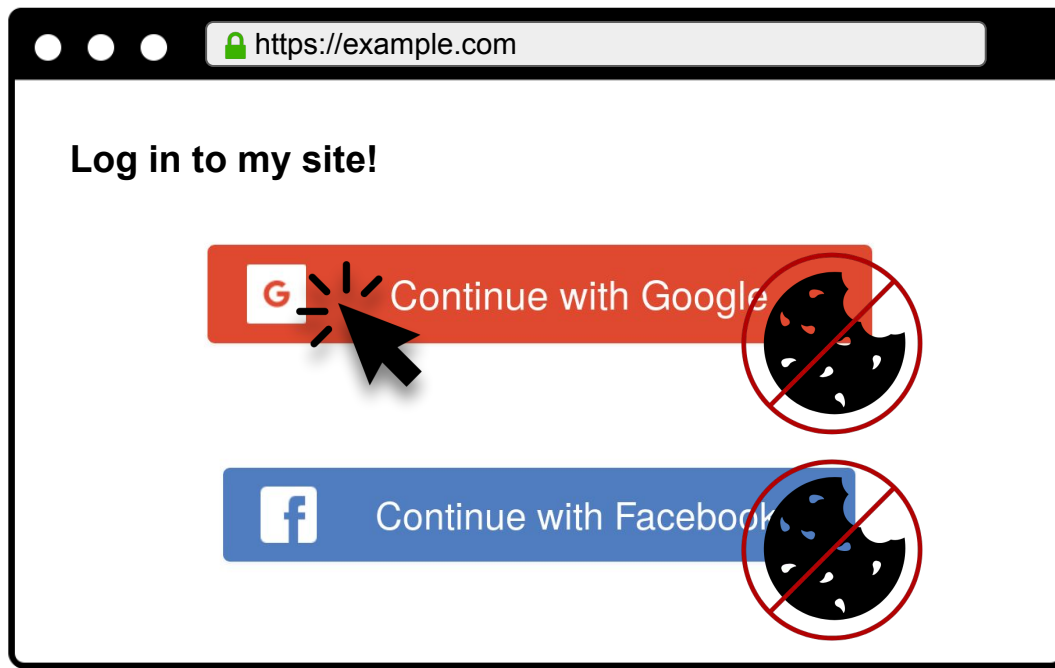 https://example.com
Log in to my site!
G
Continue with Google
f
Continue with Facebook